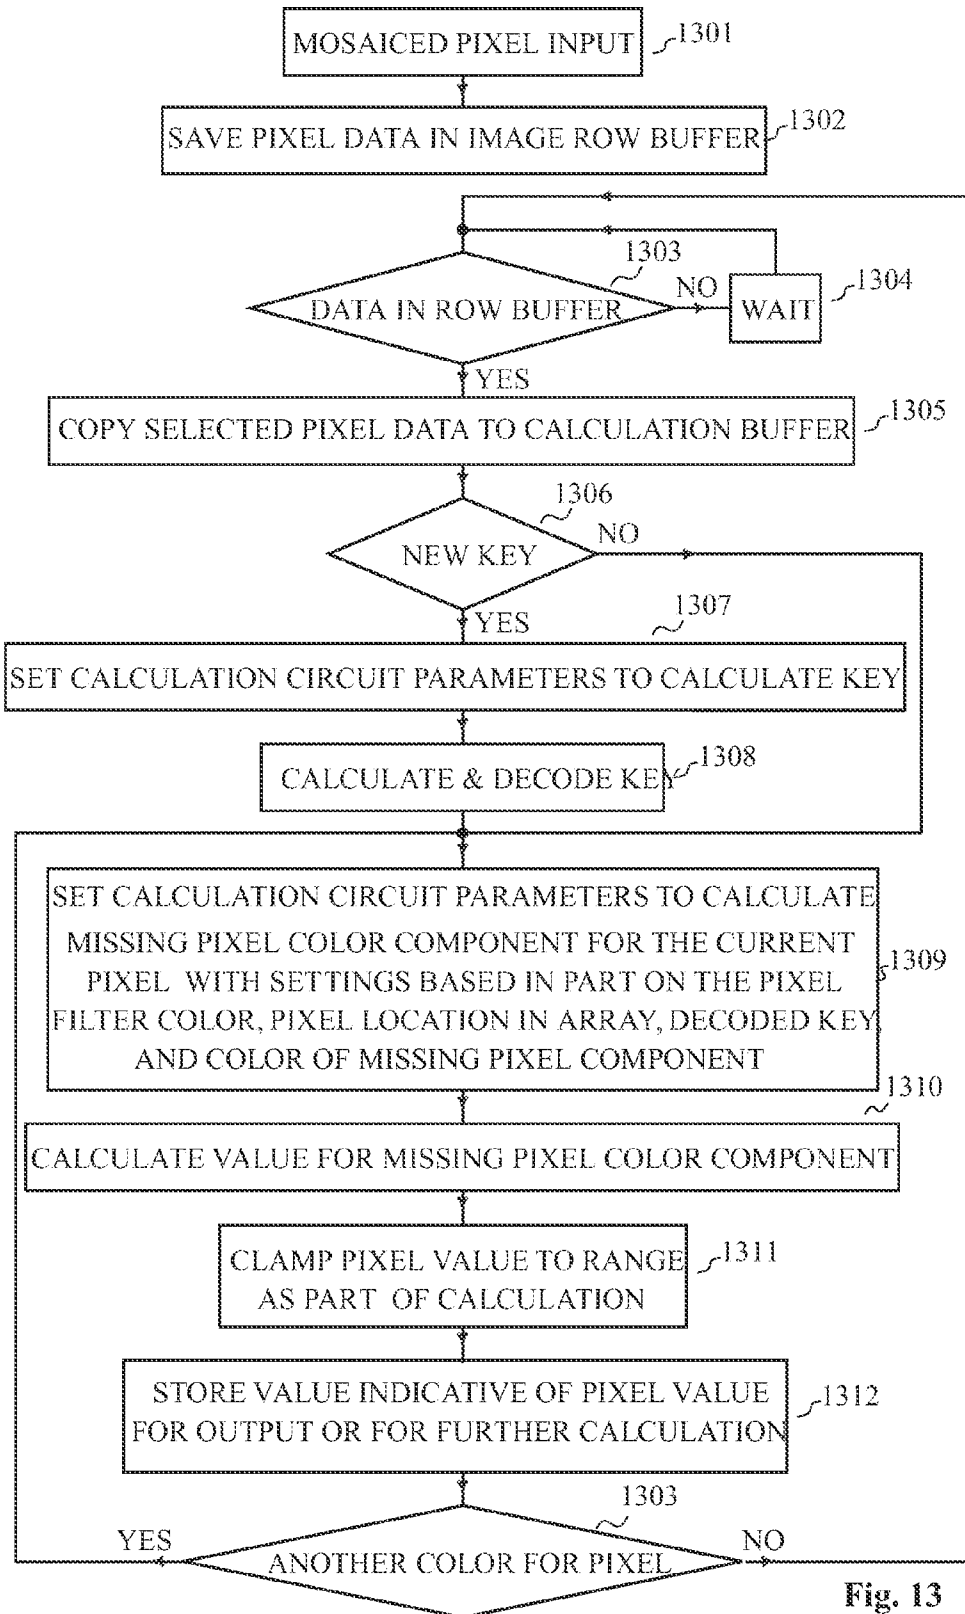 MOSAICED PIXEL INPUT
1301
SAVE PIXEL DATA IN IMAGE ROW BUFFER
1302
DATA IN ROW BUFFER
1303
NO
WAIT
1304
YES
COPY SELECTED PIXEL DATA TO CALCULATION BUFFER
1305
NEW KEY
1306
NO
YES
1307
SET CALCULATION CIRCUIT PARAMETERS TO CALCULATE KEY
CALCULATE & DECODE KEY
1308
SET CALCULATION CIRCUIT PARAMETERS TO CALCULATE
MISSING PIXEL COLOR COMPONENT FOR THE CURRENT
PIXEL WITH SETTINGS BASED IN PART ON THE PIXEL
FILTER COLOR, PIXEL LOCATION IN ARRAY, DECODED KEY,
AND COLOR OF MISSING PIXEL COMPONENT
1309
1310
CALCULATE VALUE FOR MISSING PIXEL COLOR COMPONENT
CLAMP PIXEL VALUE TO RANGE
AS PART OF CALCULATION
1311
STORE VALUE INDICATIVE OF PIXEL VALUE
FOR OUTPUT OR FOR FURTHER CALCULATION
1312
1303
YES
ANOTHER COLOR FOR PIXEL
NO
Fig. 13